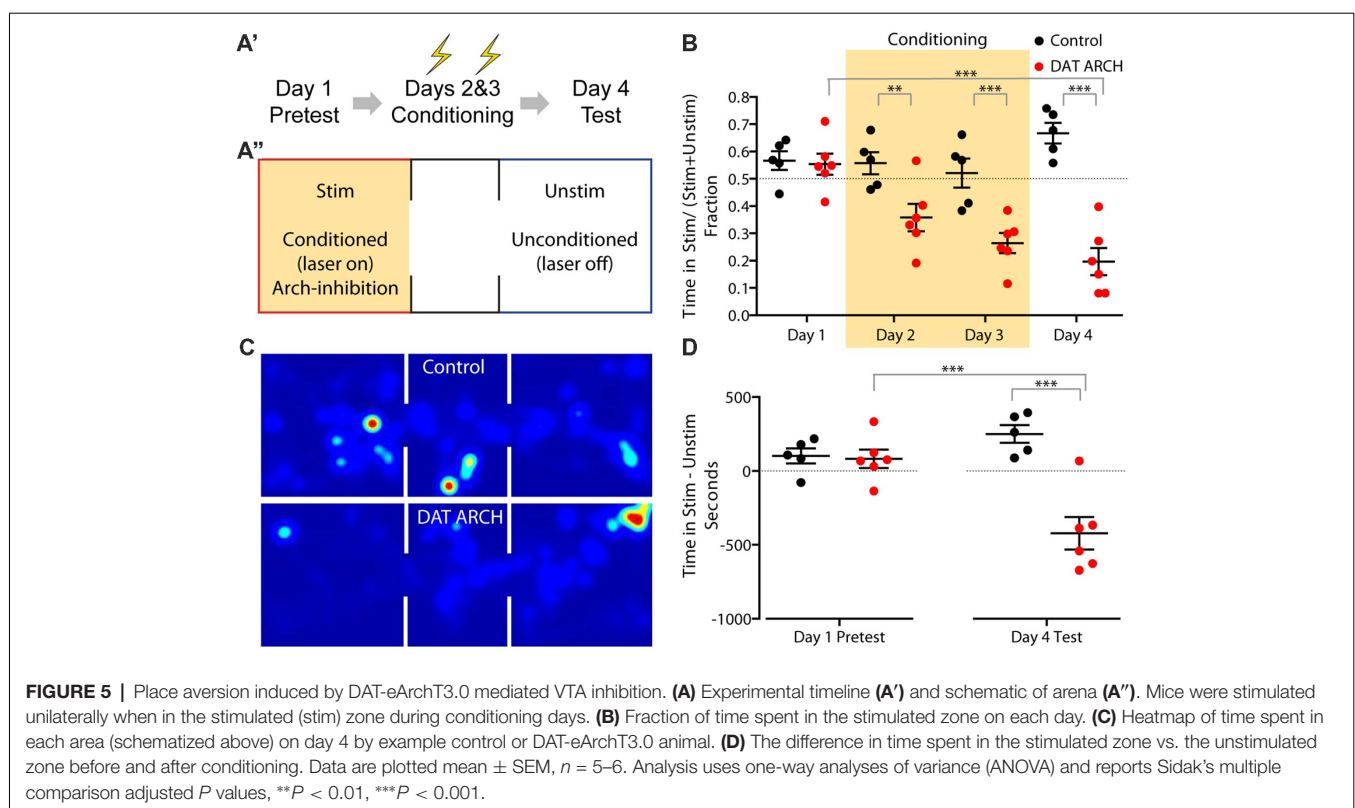 A'
Day 1
Pretest
Days 2&3
Conditioning
Day 4
Test
A"
Stim
Conditioned
(laser on)
Arch-inhibition
Unstim
Unconditioned
(laser off)
B
Conditioning
Control
DAT ARCH
***
**
***
***
Time in Stim/ (Stim+Unstim)
Fraction
0.8
0.7
0.6
0.5
0.4
0.3
0.2
0.1
0.0
Day 1
Day 2
Day 3
Day 4
C
Control
DAT ARCH
D
***
***
Time in Stim - Unstim
Seconds
500
0
-500
-1000
Day 1 Pretest
Day 4 Test
FIGURE 5 | Place aversion induced by DAT-eArchT3.0 mediated VTA inhibition. (A) Experimental timeline (A′) and schematic of arena (A″). Mice were stimulated
unilaterally when in the stimulated (stim) zone during conditioning days. (B) Fraction of time spent in the stimulated zone on each day. (C) Heatmap of time spent in
each area (schematized above) on day 4 by example control or DAT-eArchT3.0 animal. (D) The difference in time spent in the stimulated zone vs. the unstimulated
zone before and after conditioning. Data are plotted mean ± SEM, n = 5–6. Analysis uses one-way analyses of variance (ANOVA) and reports Sidak's multiple
comparison adjusted P values, **P < 0.01, ***P < 0.001.